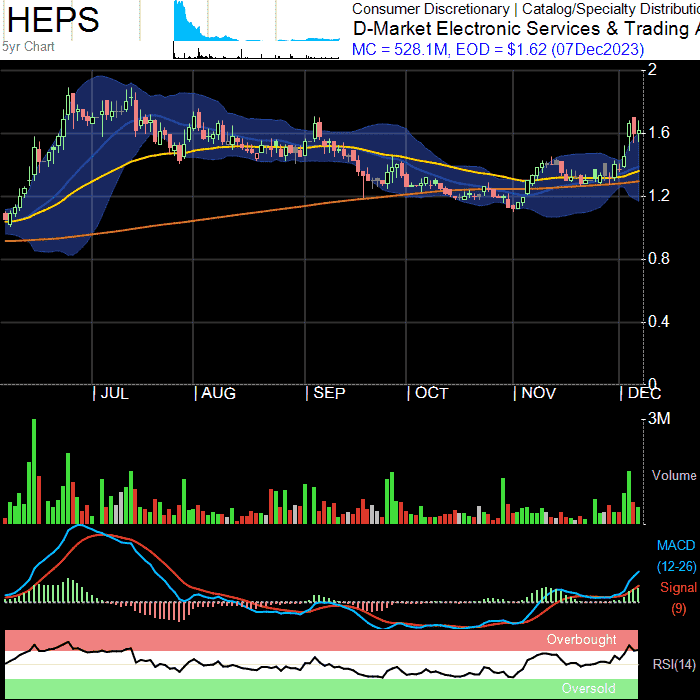 HEPS
5yr Chart
Consumer Discretionary | Catalog/Specialty Distributio
D-Market Electronic Services & Trading A
MC = 528.1M, EOD = $1.62 (07Dec2023)
2
1.6
1.2
0.8
0.4
0
| JUL | AUG | SEP | OCT | NOV | DEC
3M
Volume
MACD
(12-26)
Signal
(9)
Overbought
RSI(14)
Oversold